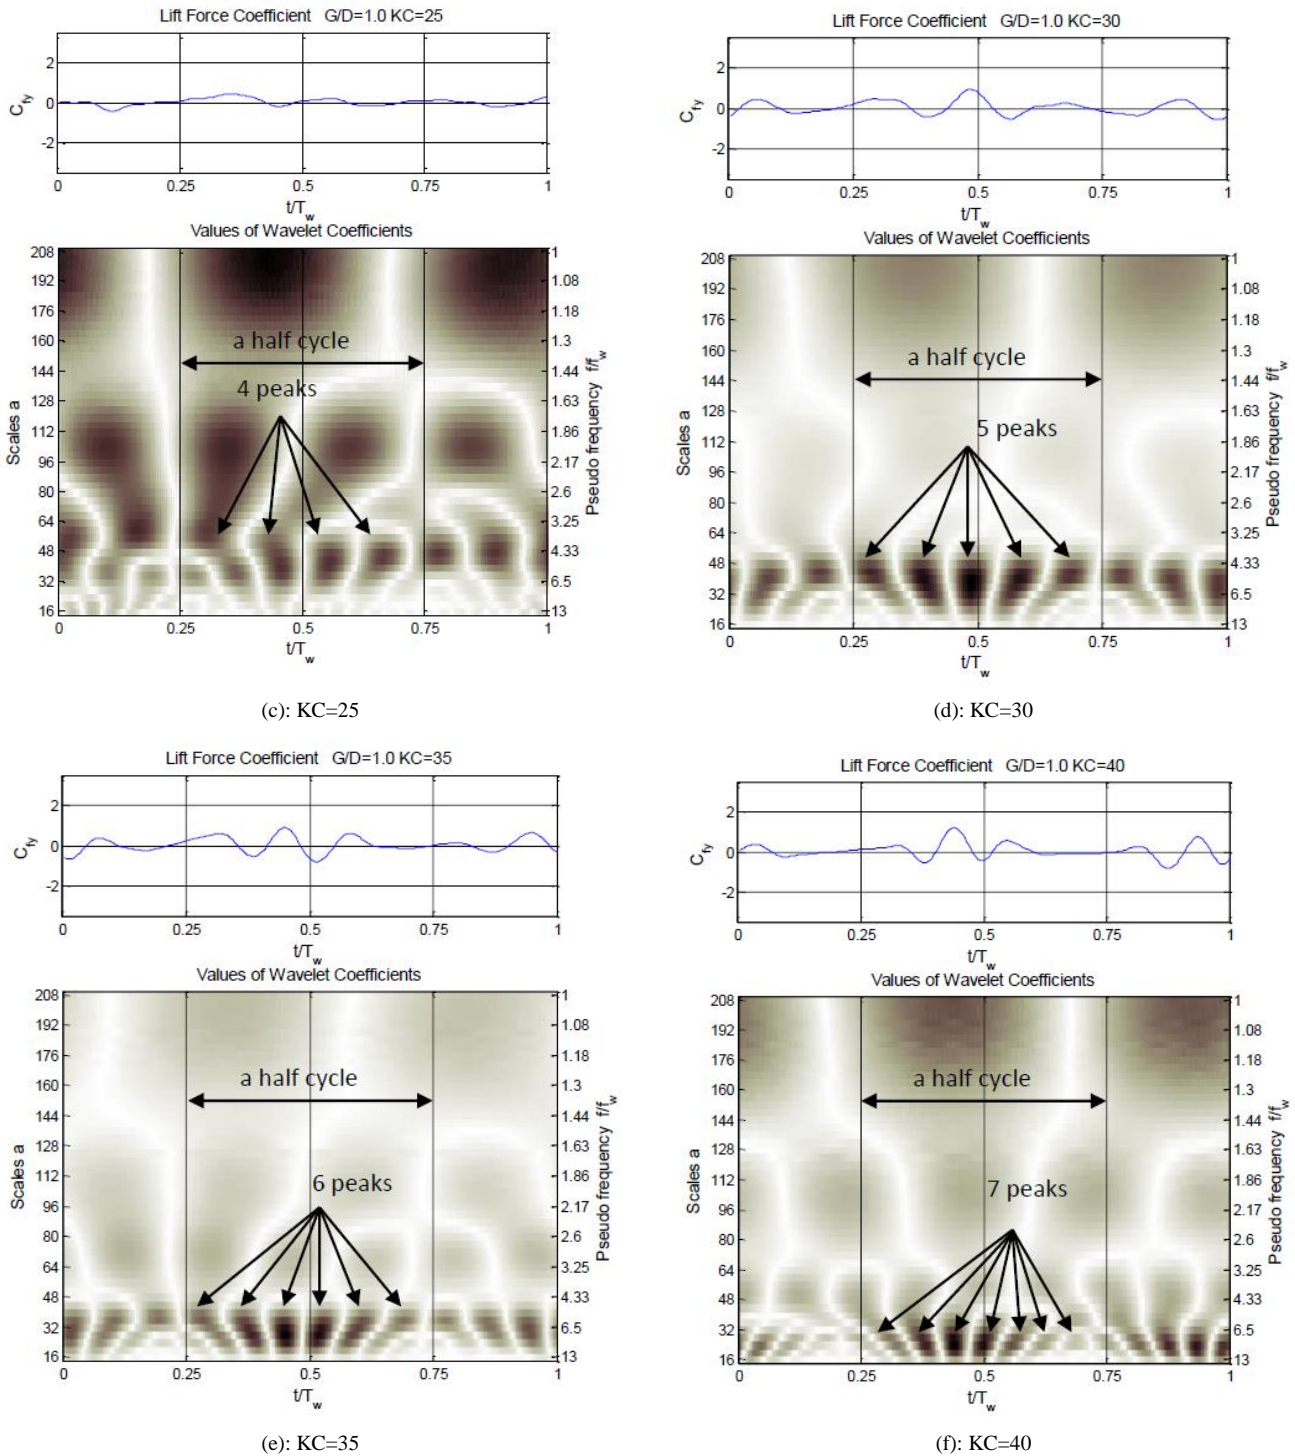 Lift Force Coefficient G/D=1.0 KC=25
2
0
-2
C_fy
0 0.25 0.5 0.75 1
t/T_w
Values of Wavelet Coefficients
208
192
176
160
144
128
112
96
80
64
48
32
16
Scales a
a half cycle
4 peaks
1
1.08
1.18
1.3
1.44
1.63
1.86
2.17
2.6
3.25
4.33
6.5
13
Pseudo frequency f/f_w
0 0.25 0.5 0.75 1
t/T_w
(c): KC=25
Lift Force Coefficient G/D=1.0 KC=30
2
0
-2
C_fy
0 0.25 0.5 0.75 1
t/T_w
Values of Wavelet Coefficients
208
192
176
160
144
128
112
96
80
64
48
32
16
Scales a
a half cycle
5 peaks
1
1.08
1.18
1.3
1.44
1.63
1.86
2.17
2.6
3.25
4.33
6.5
13
Pseudo frequency f/f_w
0 0.25 0.5 0.75 1
t/T_w
(d): KC=30
Lift Force Coefficient G/D=1.0 KC=35
2
0
-2
C_fy
0 0.25 0.5 0.75 1
t/T_w
Values of Wavelet Coefficients
208
192
176
160
144
128
112
96
80
64
48
32
16
Scales a
a half cycle
6 peaks
1
1.08
1.18
1.3
1.44
1.63
1.86
2.17
2.6
3.25
4.33
6.5
13
Pseudo frequency f/f_w
0 0.25 0.5 0.75 1
t/T_w
(e): KC=35
Lift Force Coefficient G/D=1.0 KC=40
2
0
-2
C_fy
0 0.25 0.5 0.75 1
t/T_w
Values of Wavelet Coefficients
208
192
176
160
144
128
112
96
80
64
48
32
16
Scales a
a half cycle
7 peaks
1
1.08
1.18
1.3
1.44
1.63
1.86
2.17
2.6
3.25
4.33
6.5
13
Pseudo frequency f/f_w
0 0.25 0.5 0.75 1
t/T_w
(f): KC=40